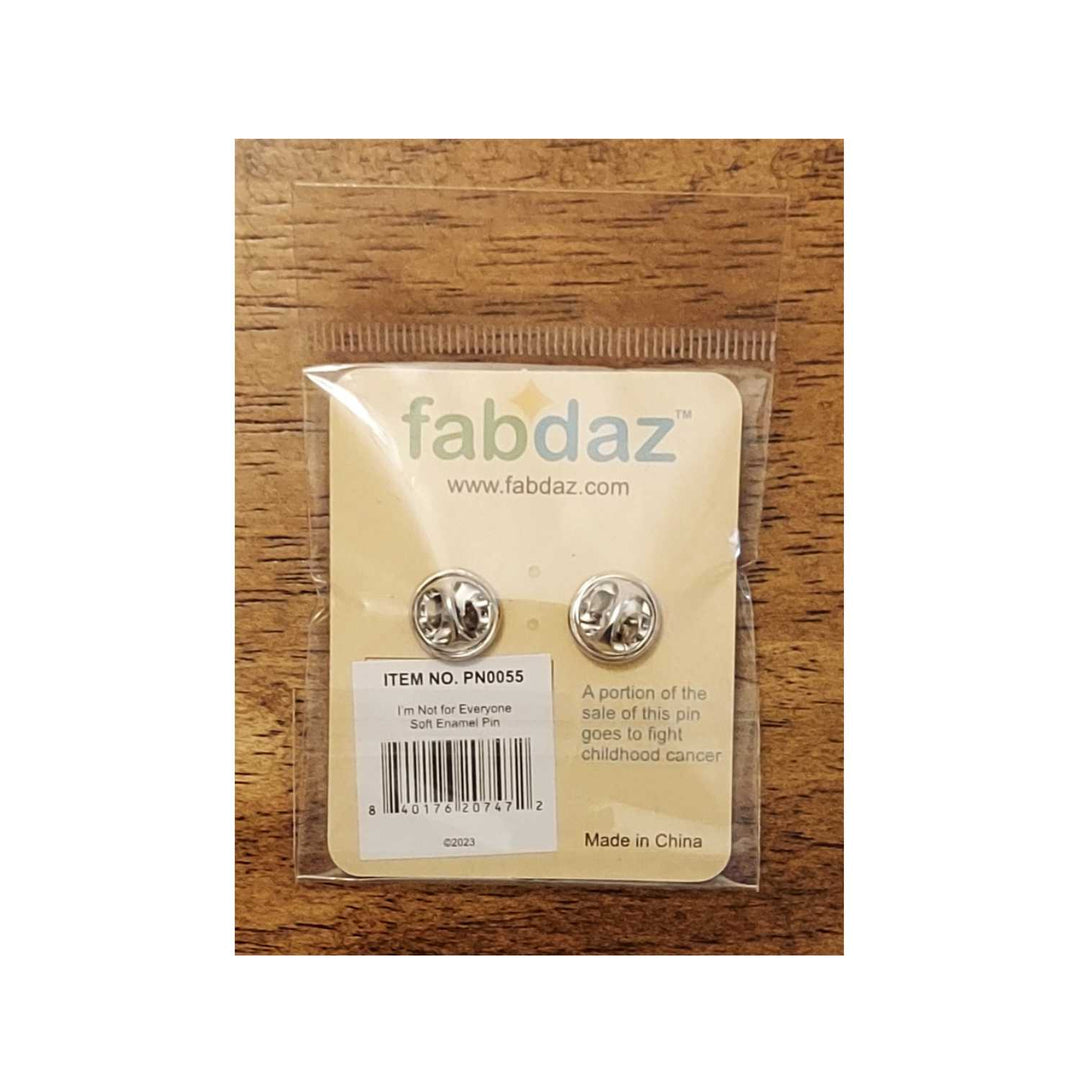 fabdaz™
www.fabdaz.com
ITEM NO. PN0055
I'm Not for Everyone
Soft Enamel Pin
8 40176 20747 2
©2023
A portion of the
sale of this pin
goes to fight
childhood cancer
Made in China